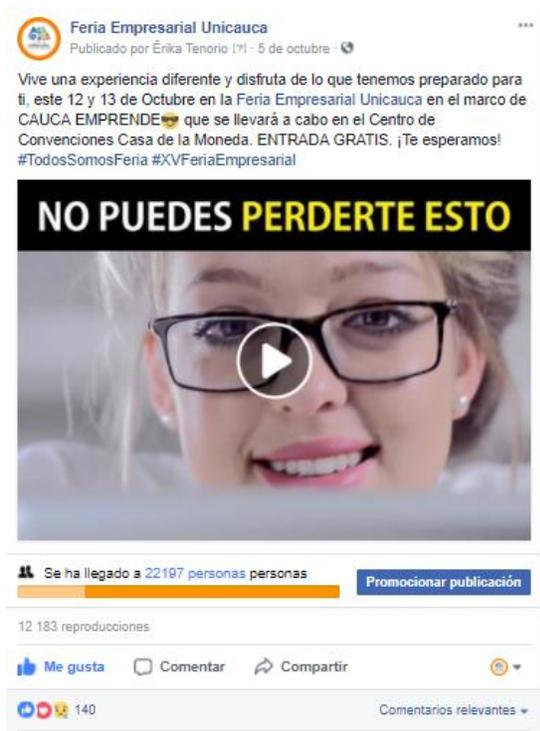 Feria Empresarial Unicauca
Publicado por Érika Tenorio [?] · 5 de octubre ·
Vive una experiencia diferente y disfruta de lo que tenemos preparado para
ti, este 12 y 13 de Octubre en la Feria Empresarial Unicauca en el marco de
CAUCA EMPRENDE😎 que se llevará a cabo en el Centro de
Convenciones Casa de la Moneda. ENTRADA GRATIS. ¡Te esperamos!
#TodosSomosFeria #XVFeriaEmpresarial
NO PUEDES PERDERTE ESTO
Se ha llegado a 22197 personas personas
Promocionar publicación
12 183 reproducciones
Me gusta
Comentar
Compartir
140
Comentarios relevantes